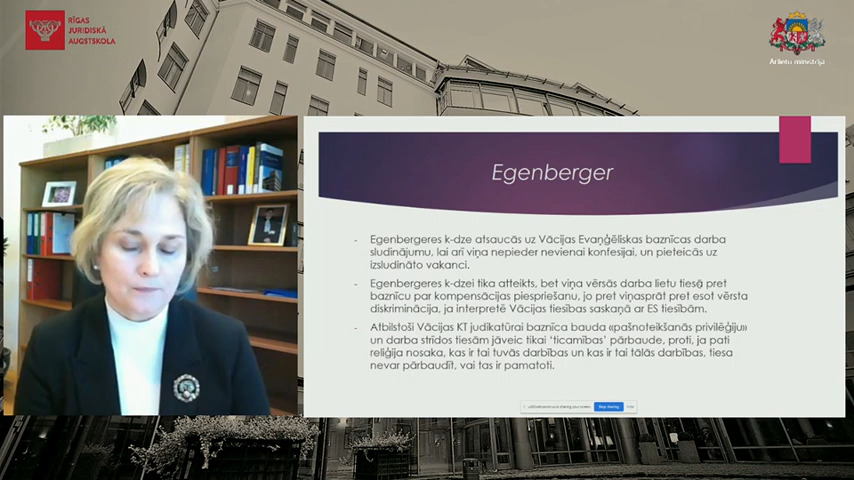 RĪGAS
JURIDISKĀ
AUGSTSKOLA
Ārlietu ministrija
Egenberger
- Egenbergeres k-dze atsaucās uz Vācijas Evaņģēliskas baznīcas darba
sludinājumu, lai arī viņa nepieder nevienai konfesijai, un pieteicās uz
izsludināto vakanci.
- Egenbergeres k-dzei tika atteikts, bet viņa vērsās darba lietu tiesā pret
baznīcu par kompensācijas piespriešanu, jo pret viņasprāt pret esot vērsta
diskriminācija, ja interpretē Vācijas tiesības saskaņā ar ES tiesībām.
- Atbilstoši Vācijas KT judikatūrai baznīca bauda «pašnoteikšanās privilēģiju»
un darba strīdos tiesām jāveic tikai 'ticamības' pārbaude, proti, ja pati
reliģija nosaka, kas ir tai tuvās darbības un kas ir tai tālās darbības, tiesa
nevar pārbaudīt, vai tas ir pamatoti.
Stop sharing